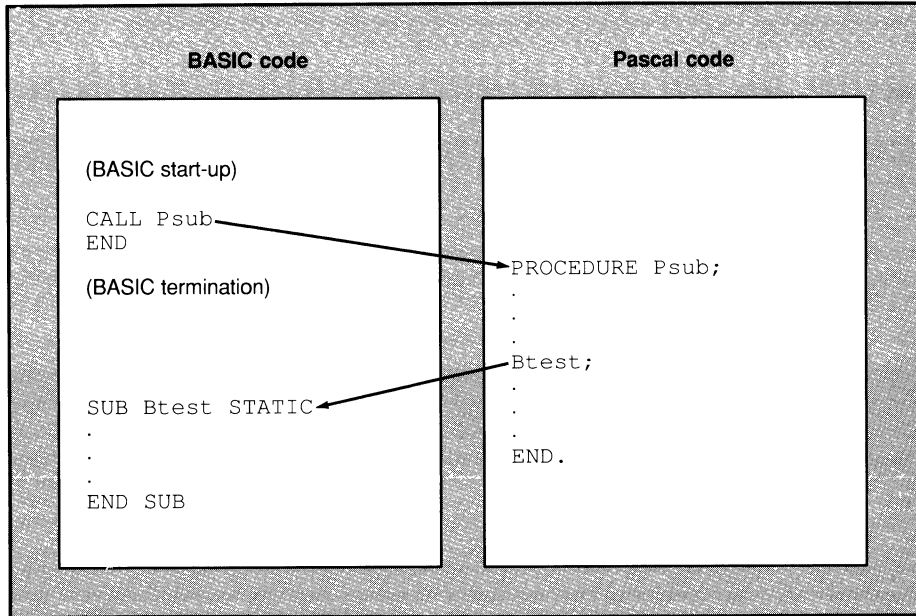 BASIC code
(BASIC start-up)
CALL Psub
END
(BASIC termination)
SUB Btest STATIC
.
.
.
END SUB
Pascal code
PROCEDURE Psub;
.
.
.
Btest;
.
.
.
END.